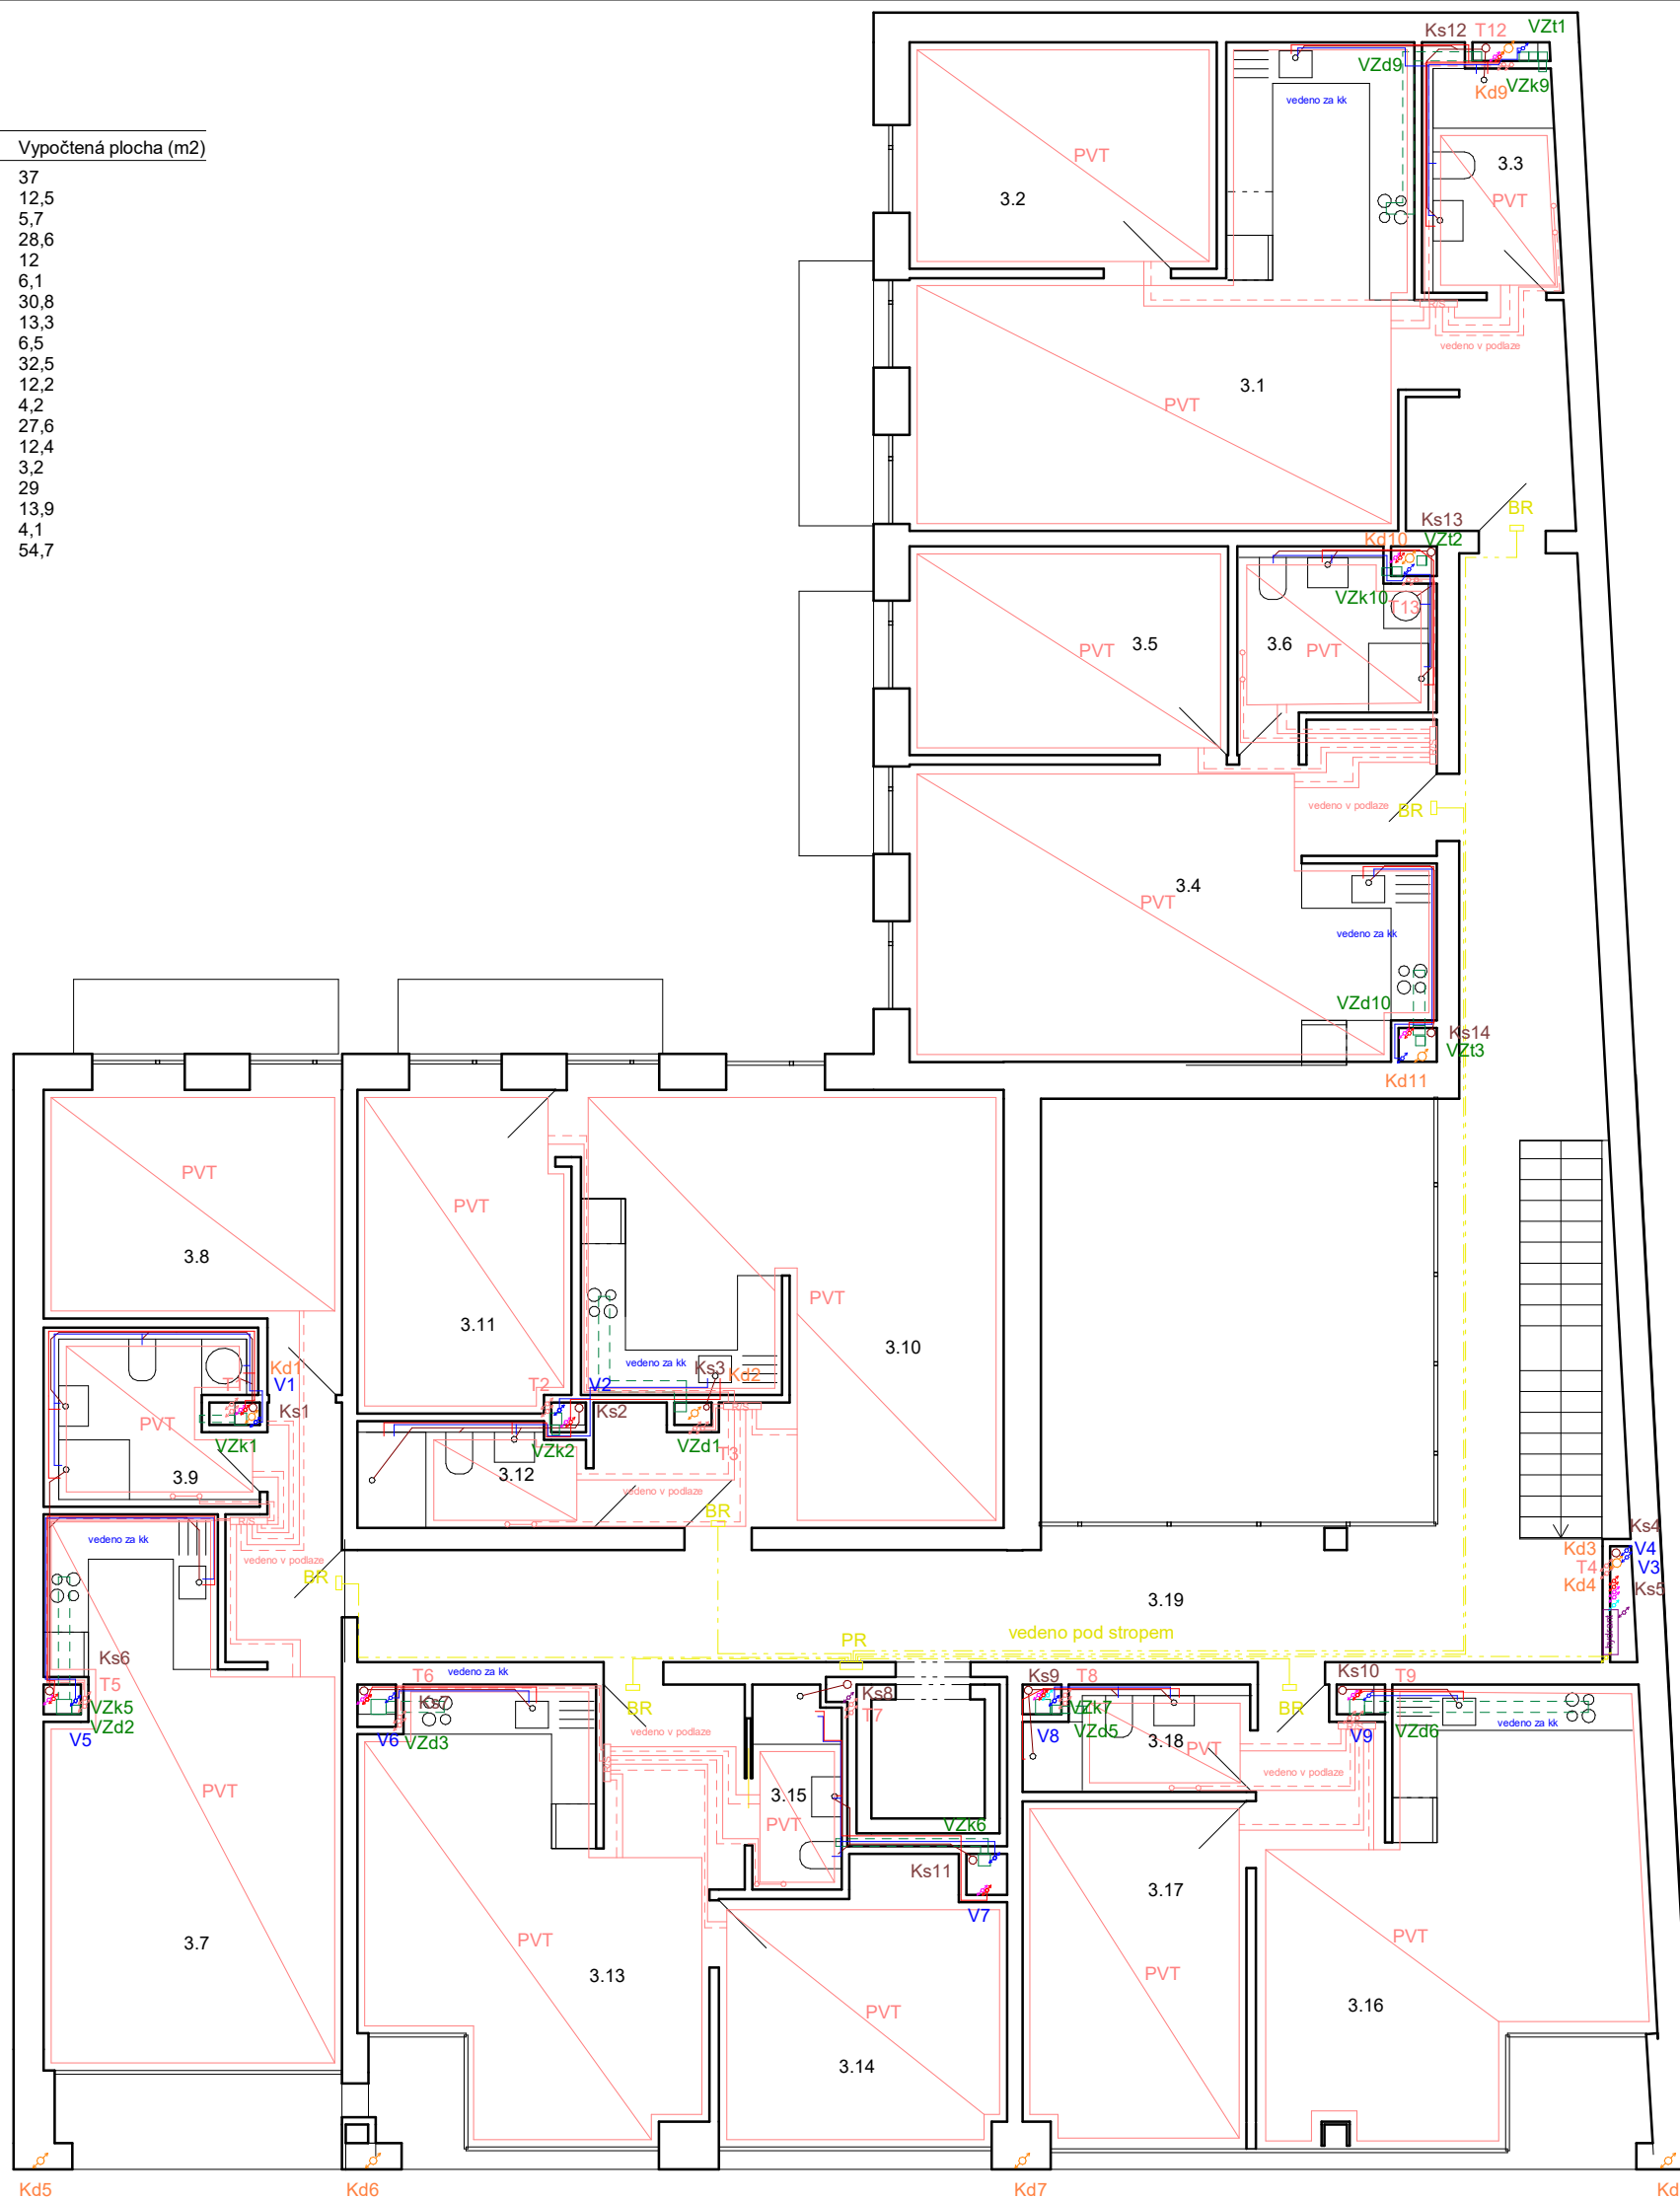 Vypočtená plocha (m2)
37
12,5
5,7
28,6
12
6,1
30,8
13,3
6,5
32,5
12,2
4,2
27,6
12,4
3,2
29
13,9
4,1
54,7
Ks12 T12 VZt1
VZd9
vedeno za kk
Kd9 VZk9
PVT
3.2
3.3
PVT
R/S
vedeno v podlaze
3.1
PVT
BR
Ks13
Kd10 VZt2
VZk10
T13
3.5
PVT
3.6
PVT
R/S
vedeno v podlaze
BR
3.4
PVT
vedeno za kk
VZd10
Ks14
VZt3
Kd11
PVT
3.8
PVT
3.11
PVT
3.10
vedeno za kk
Ks3
Kd2
Kd1
V1
Ks1
T2
V2
Ks2
R/S
PVT
VZk1
VZk2
VZd1
T3
3.9
3.12
vedeno v podlaze
BR
R/S
vedeno za kk
vedeno v podlaze
BR
Ks4
Kd3 V4
T4 V3
Kd4
Ks5
hydrant
3.19
vedeno pod stropem
PR
Ks6
T5
VZk5
VZd2
V5
T6
vedeno za kk
Ks7
V6
VZd3
BR
vedeno v podlaze
R/S
Ks8
T7
Ks9
T8
VZk7
V8
VZd5
3.18
PVT
BR
Ks10
T9
V9
VZd6
vedeno za kk
vedeno v podlaze
PVT
3.15
PVT
VZk6
Ks11
V7
3.7
PVT
3.13
PVT
3.14
3.17
PVT
PVT
3.16
Kd5
Kd6
Kd7
Kd